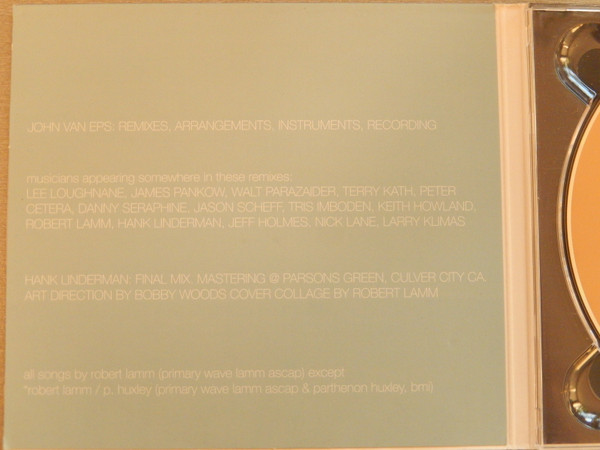 JOHN VAN EPS: REMIXES, ARRANGEMENTS, INSTRUMENTS, RECORDING
musicians appearing somewhere in these remixes:
LEE LOUGHNANE, JAMES PANKOW, WALT PARAZAIDER, TERRY KATH, PETER
CETERA, DANNY SERAPHINE, JASON SCHEFF, TRIS IMBODEN, KEITH HOWLAND,
ROBERT LAMM, HANK LINDERMAN, JEFF HOLMES, NICK LANE, LARRY KLIMAS
HANK LINDERMAN: FINAL MIX, MASTERING @ PARSONS GREEN, CULVER CITY CA.
ART DIRECTION BY BOBBY WOODS COVER COLLAGE BY ROBERT LAMM
all songs by robert lamm (primary wave lamm ascap) except
*robert lamm / p. huxley (primary wave lamm ascap & parthenon huxley, bmi)